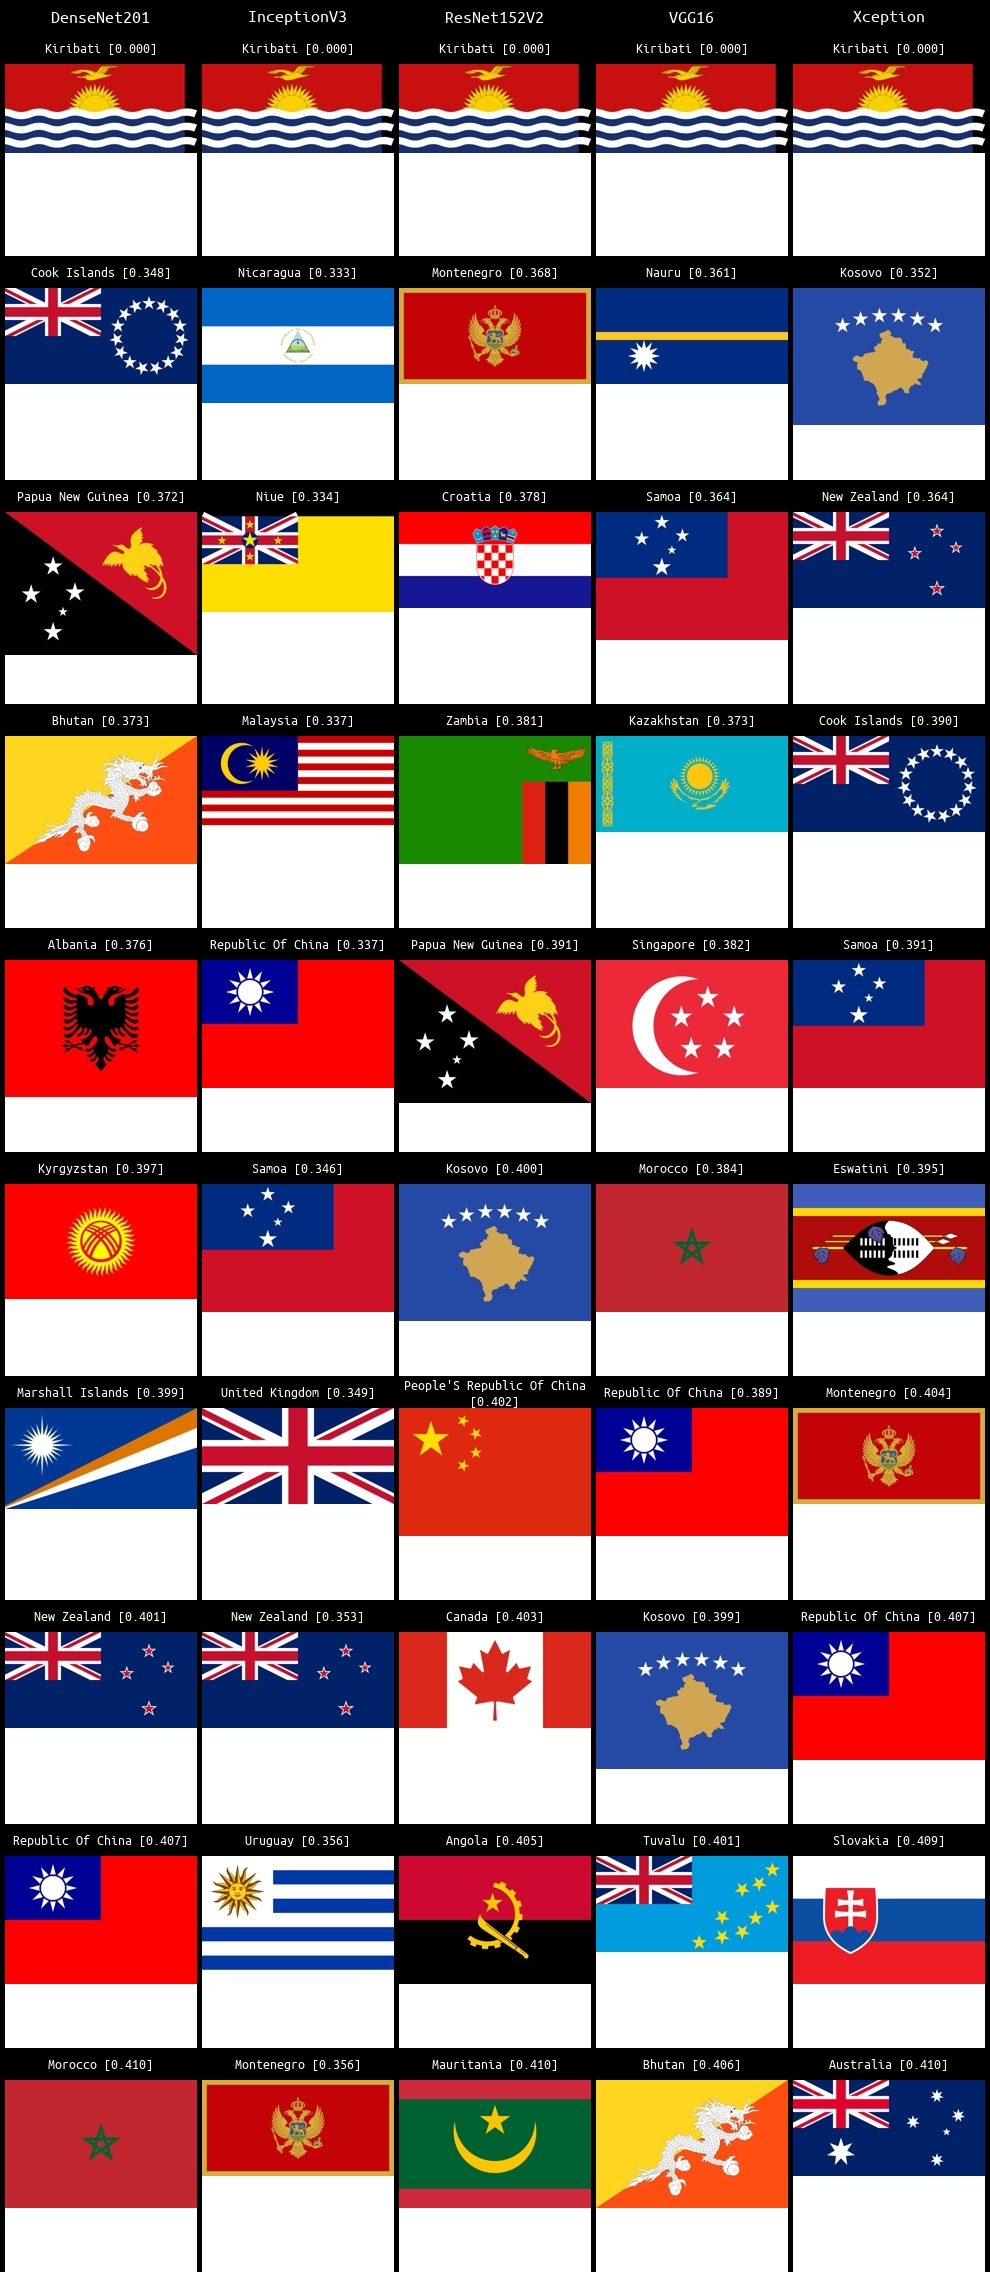 DenseNet201 InceptionV3 ResNet152V2 VGG16 Xception
Kiribati [0.000] Kiribati [0.000] Kiribati [0.000] Kiribati [0.000] Kiribati [0.000]
Cook Islands [0.348] Nicaragua [0.333] Montenegro [0.368] Nauru [0.361] Kosovo [0.352]
Papua New Guinea [0.372] Niue [0.334] Croatia [0.378] Samoa [0.364] New Zealand [0.364]
Bhutan [0.373] Malaysia [0.337] Zambia [0.381] Kazakhstan [0.373] Cook Islands [0.390]
Albania [0.376] Republic Of China [0.337] Papua New Guinea [0.391] Singapore [0.382] Samoa [0.391]
Kyrgyzstan [0.397] Samoa [0.346] Kosovo [0.400] Morocco [0.384] Eswatini [0.395]
Marshall Islands [0.399] United Kingdom [0.349] People'S Republic Of China
[0.402] Republic Of China [0.389] Montenegro [0.404]
New Zealand [0.401] New Zealand [0.353] Canada [0.403] Kosovo [0.399] Republic Of China [0.407]
Republic Of China [0.407] Uruguay [0.356] Angola [0.405] Tuvalu [0.401] Slovakia [0.409]
Morocco [0.410] Montenegro [0.356] Mauritania [0.410] Bhutan [0.406] Australia [0.410]